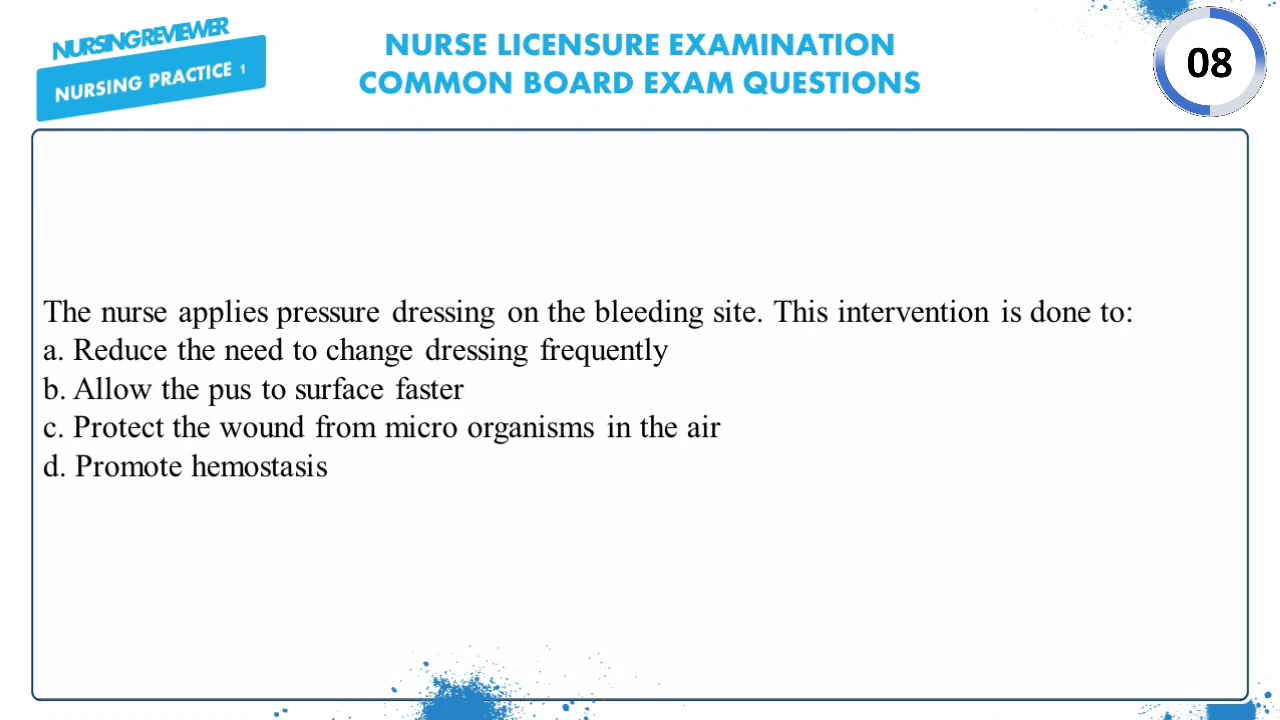 NURSINGREVIEWER
NURSING PRACTICE 1
NURSE LICENSURE EXAMINATION
COMMON BOARD EXAM QUESTIONS
08
The nurse applies pressure dressing on the bleeding site. This intervention is done to:
a. Reduce the need to change dressing frequently
b. Allow the pus to surface faster
c. Protect the wound from micro organisms in the air
d. Promote hemostasis